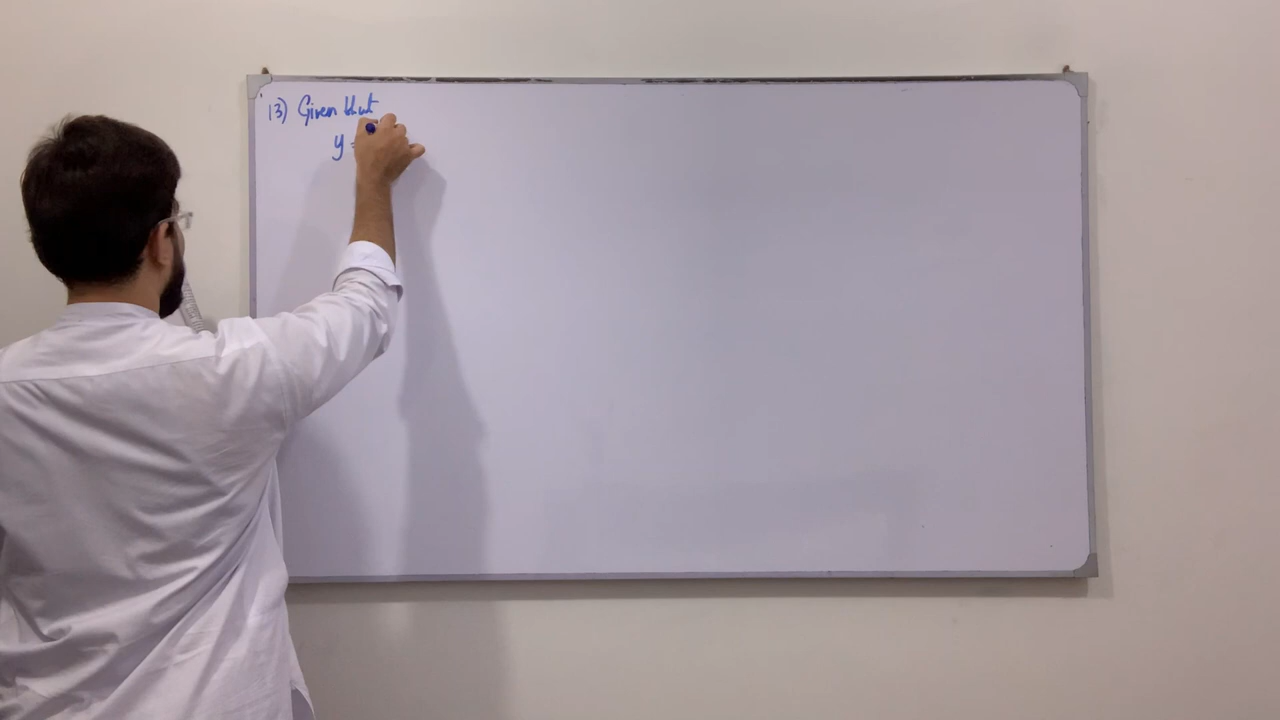 13) Given that
y =